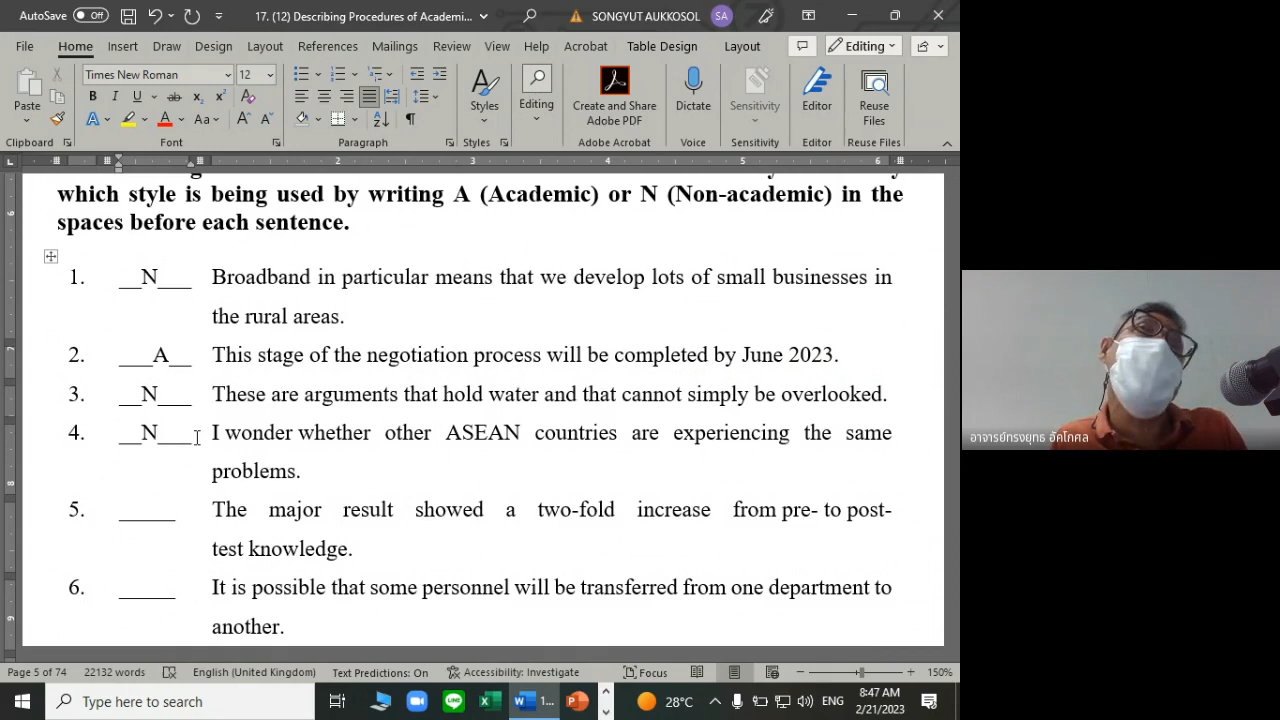 AutoSave Off 17. (12) Describing Procedures of Academi... SONGYUT AUKKOSOL SA
File Home Insert Draw Design Layout References Mailings Review View Help Acrobat Table Design Layout Editing
Times New Roman 12
Paste Styles Editing Create and Share Adobe PDF Dictate Sensitivity Editor Reuse Files
Clipboard Font Paragraph Styles Adobe Acrobat Voice Sensitivity Editor Reuse Files
which style is being used by writing A (Academic) or N (Non-academic) in the
spaces before each sentence.
1. __N___ Broadband in particular means that we develop lots of small businesses in
the rural areas.
2. ___A__ This stage of the negotiation process will be completed by June 2023.
3. __N___ These are arguments that hold water and that cannot simply be overlooked.
4. __N___ I wonder whether other ASEAN countries are experiencing the same
problems.
5. _____ The major result showed a two-fold increase from pre- to post-
test knowledge.
6. _____ It is possible that some personnel will be transferred from one department to
another.
อาจารย์ทรงยุทธ อัคโกศล
Page 5 of 74 22132 words English (United Kingdom) Text Predictions: On Accessibility: Investigate Focus 150%
Type here to search 1... 28°C ENG 8:47 AM
2/21/2023